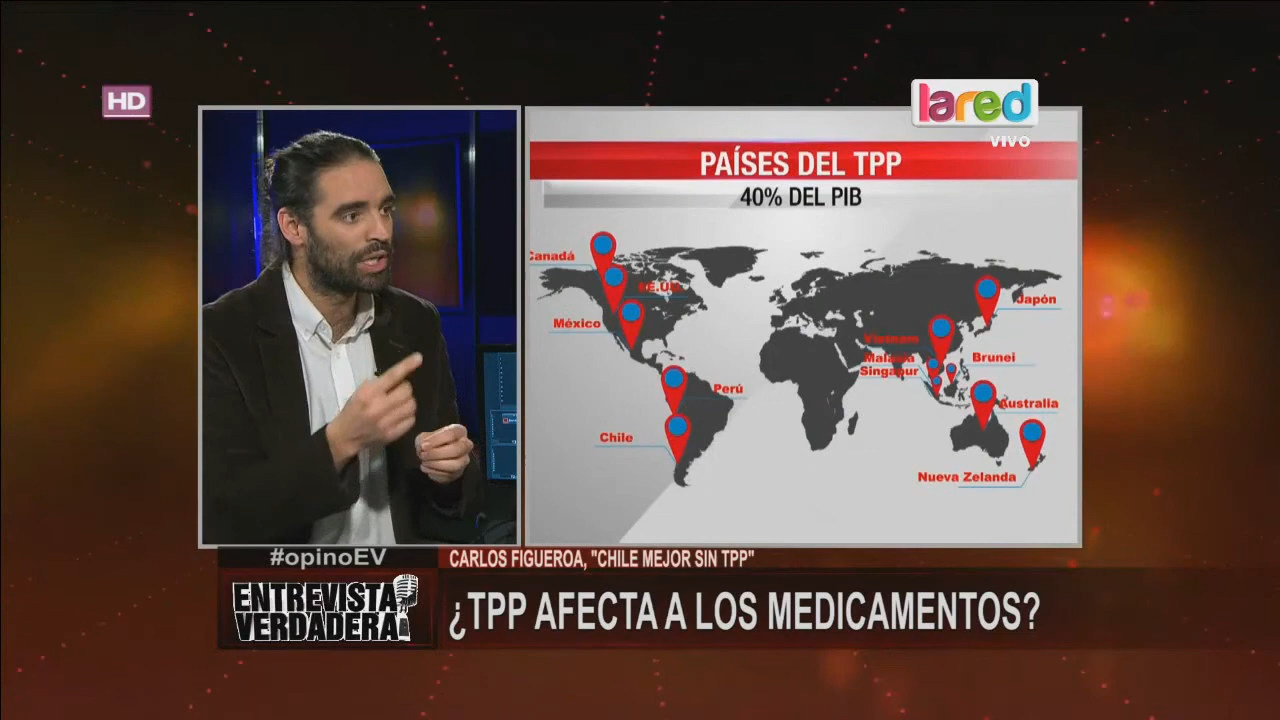 HD
lared
VIVO
PAÍSES DEL TPP
40% DEL PIB
Canadá
EE.UU.
México
Japón
Vietnam
Malasia
Singapur
Brunei
Perú
Australia
Chile
Nueva Zelanda
#opinoEV
CARLOS FIGUEROA, "CHILE MEJOR SIN TPP"
ENTREVISTA
VERDADERA
¿TPP AFECTA A LOS MEDICAMENTOS?